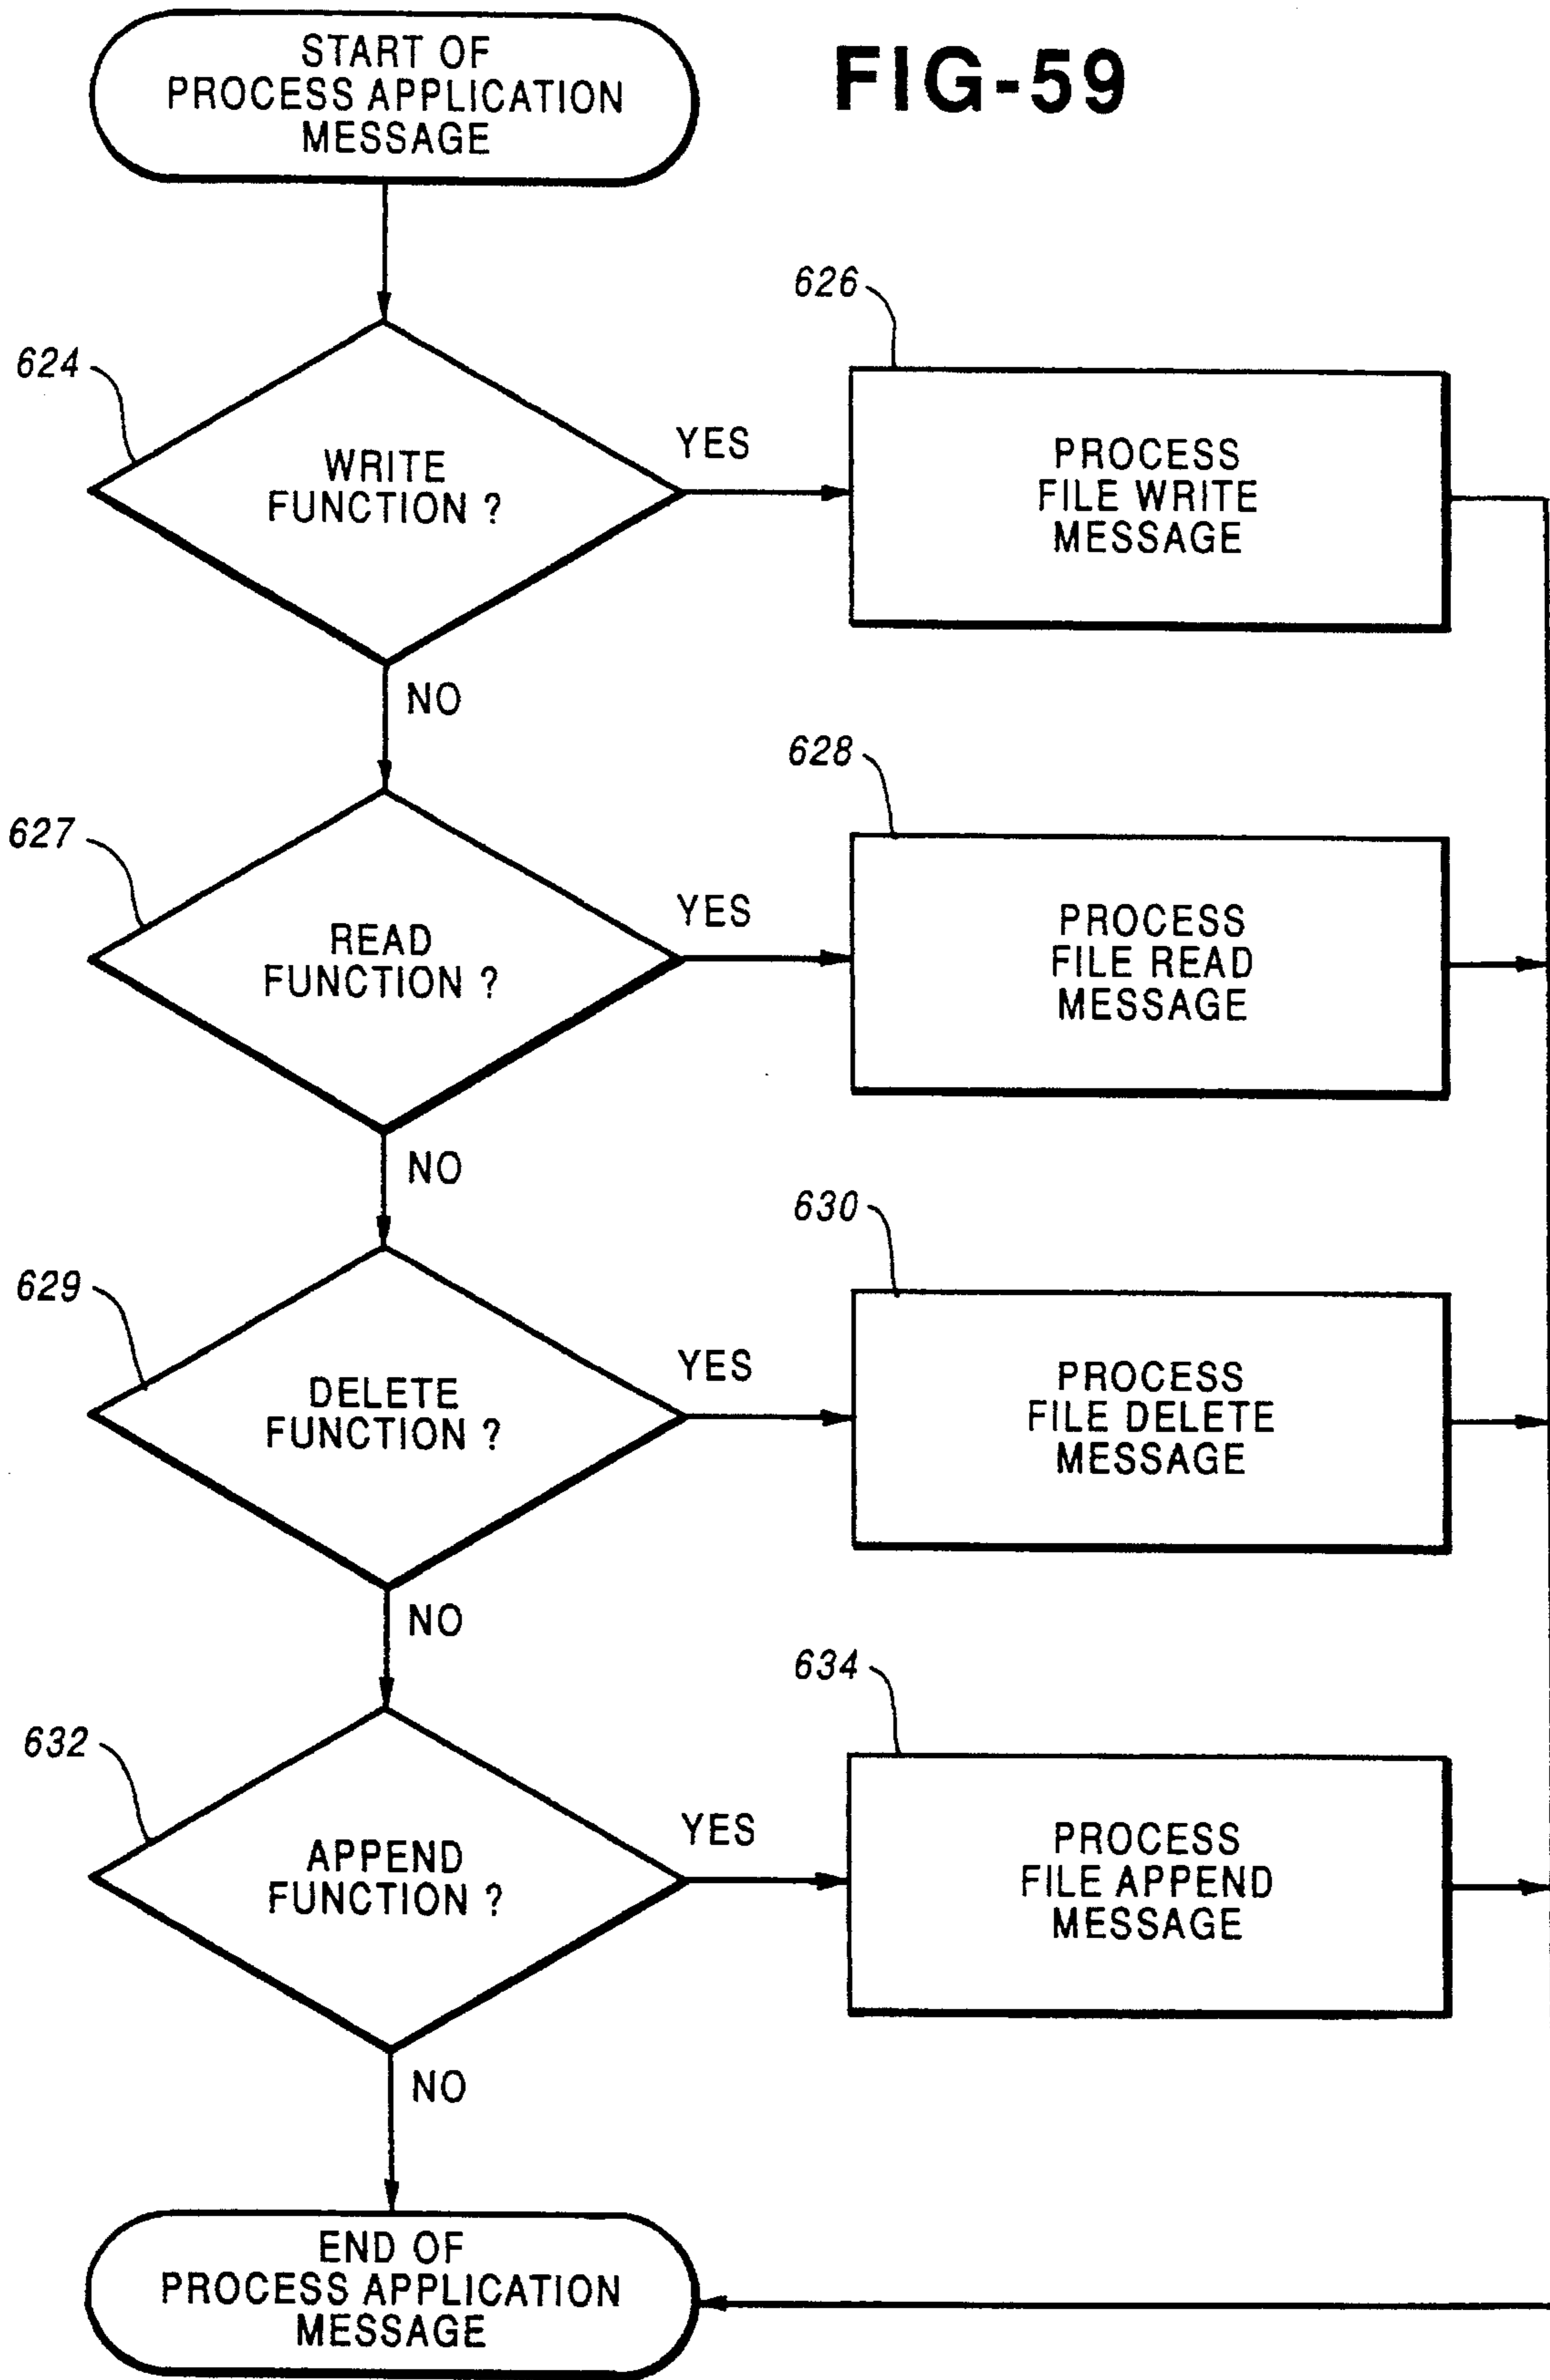 FIG-59
START OF
PROCESS APPLICATION
MESSAGE
624
WRITE
FUNCTION ?
YES
NO
626
PROCESS
FILE WRITE
MESSAGE
627
READ
FUNCTION ?
YES
NO
628
PROCESS
FILE READ
MESSAGE
629
DELETE
FUNCTION ?
YES
NO
630
PROCESS
FILE DELETE
MESSAGE
632
APPEND
FUNCTION ?
YES
NO
634
PROCESS
FILE APPEND
MESSAGE
END OF
PROCESS APPLICATION
MESSAGE